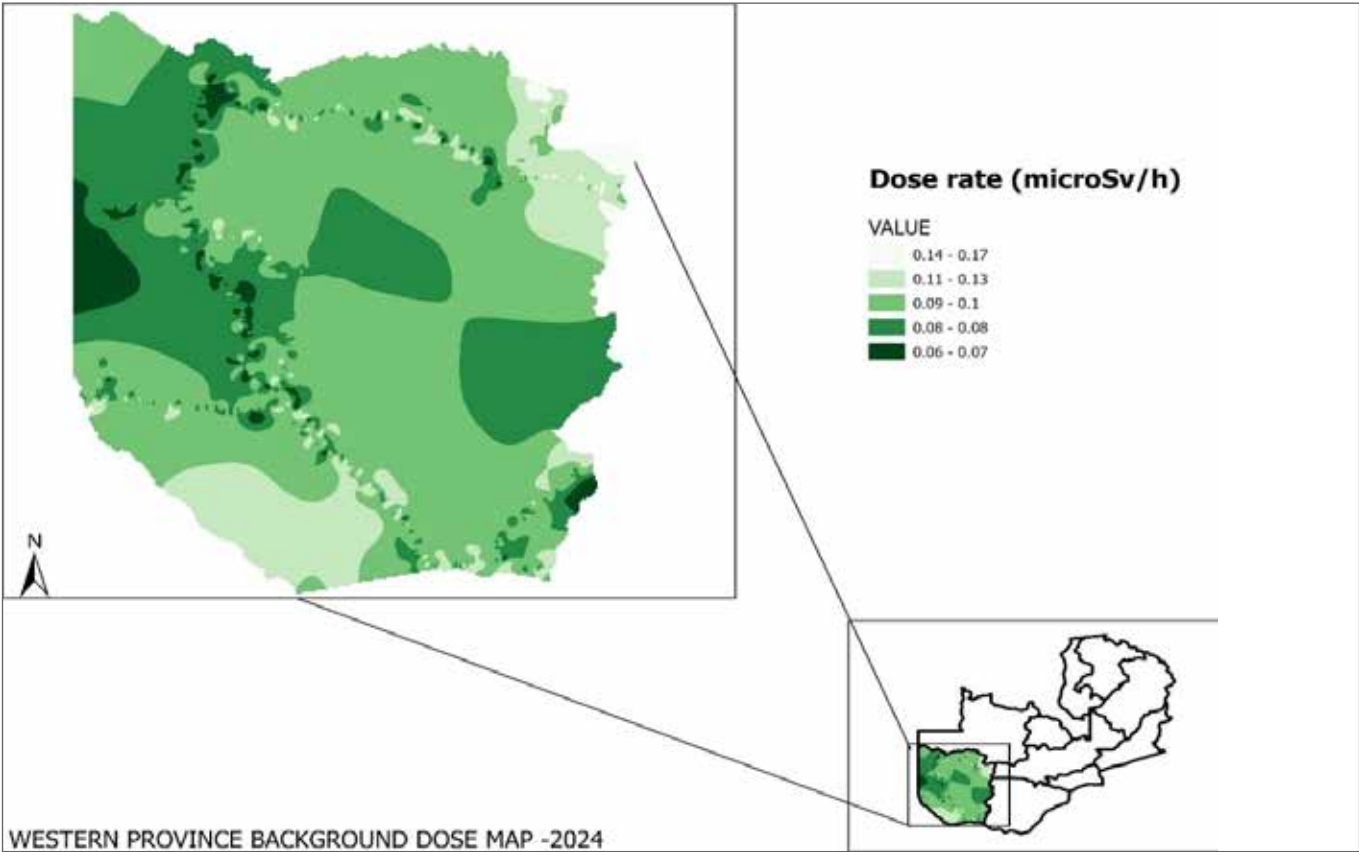 Dose rate (microSv/h)
VALUE
0.14 - 0.17
0.11 - 0.13
0.09 - 0.1
0.08 - 0.08
0.06 - 0.07
N
WESTERN PROVINCE BACKGROUND DOSE MAP -2024